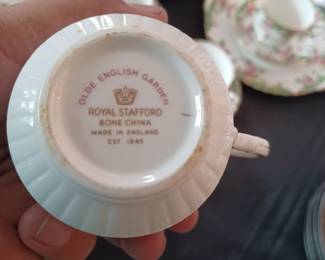 OLDE ENGLISH GARDEN
ROYAL STAFFORD
BONE CHINA
MADE IN ENGLAND
EST 1845